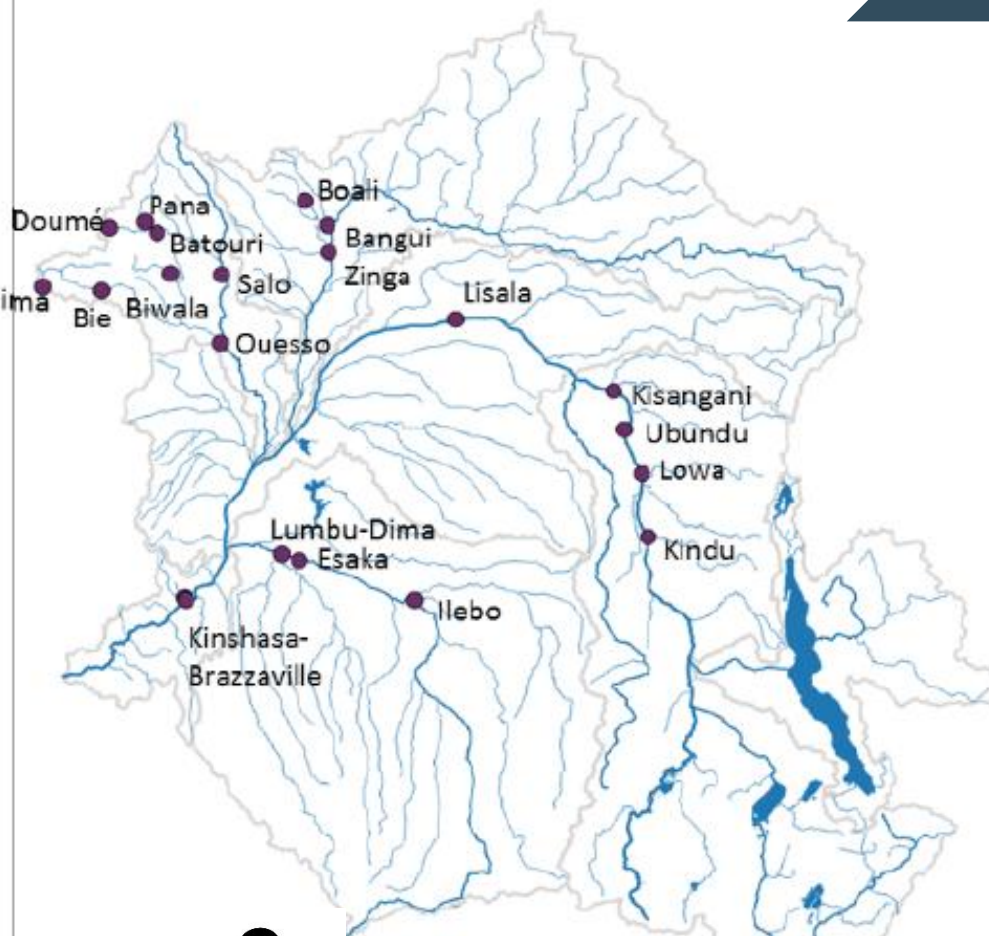 Boali
Pana
Doumé
Batouri
Bangui
Zinga
Salo
Lisala
ima
Bie
Biwala
Ouesso
Kisangani
Ubundu
Lowa
Lumbu-Dima
Esaka
Kindu
Ilebo
Kinshasa-
Brazzaville